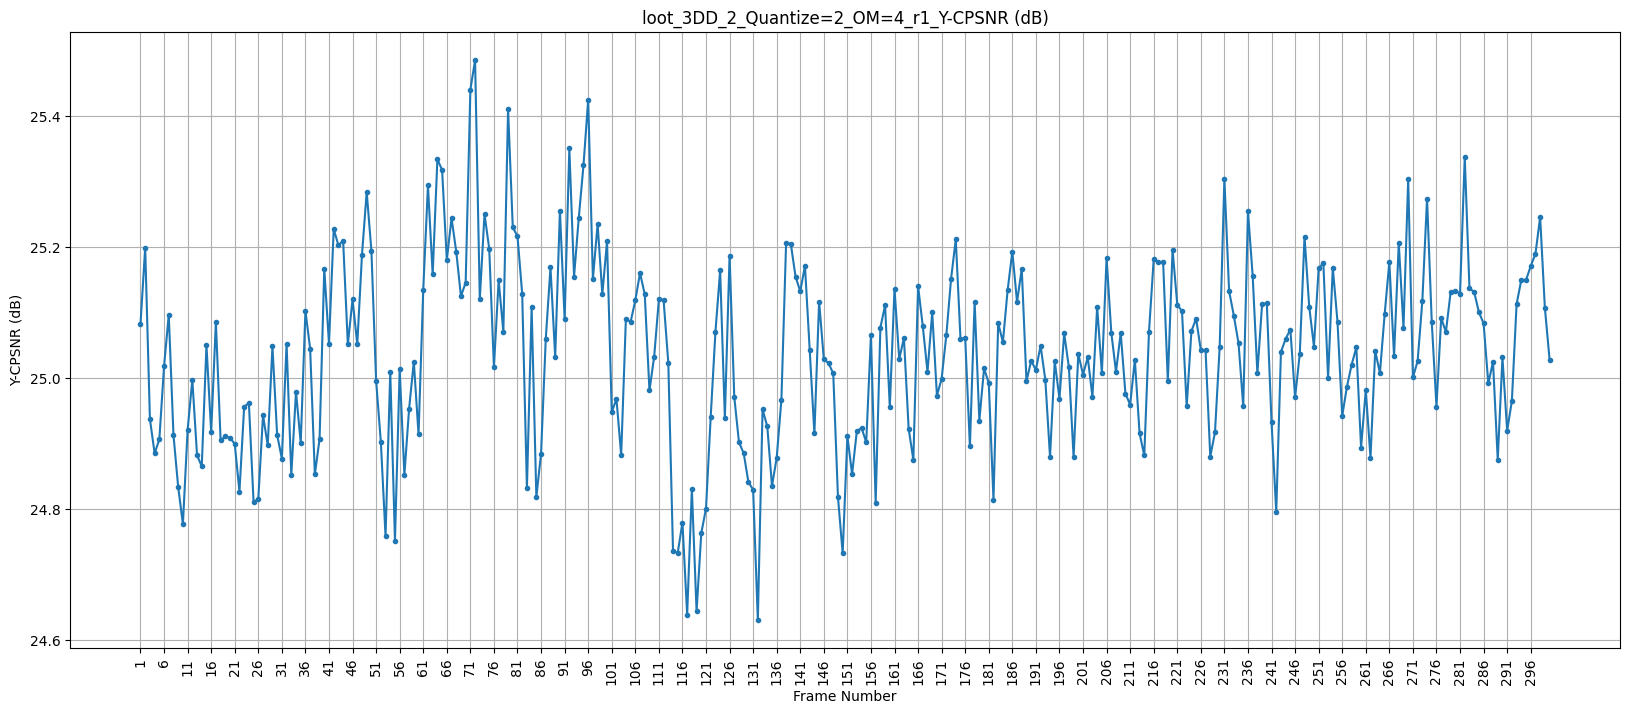 loot_3DD_2_Quantize=2_OM=4_r1_Y-CPSNR (dB)
Y-CPSNR (dB)
25.4
25.2
25.0
24.8
24.6
1 6 11 16 21 26 31 36 41 46 51 56 61 66 71 76 81 86 91 96 101 106 111 116 121 126 131 136 141 146 151 156 161 166 171 176 181 186 191 196 201 206 211 216 221 226 231 236 241 246 251 256 261 266 271 276 281 286 291 296
Frame Number